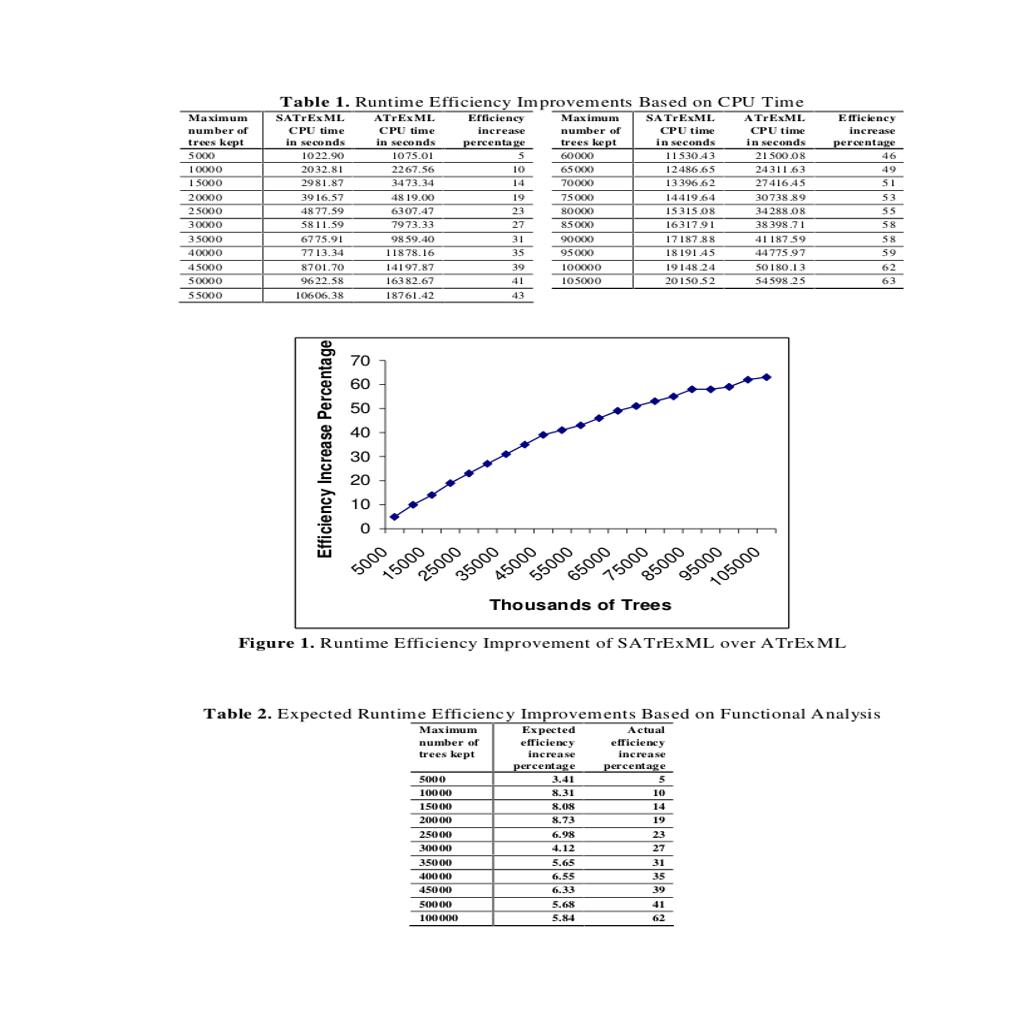 Table 1. Runtime Efficiency Improvements Based on CPU Time
Maximum number of trees kept SATrExML CPU time in seconds ATrExML CPU time in seconds Efficiency increase percentage
5000 1022.90 1075.01 5
10000 2032.81 2267.56 10
15000 2981.87 3473.34 14
20000 3916.57 4819.00 19
25000 4877.59 6307.47 23
30000 5811.59 7973.33 27
35000 6775.91 9859.40 31
40000 7713.34 11878.16 35
45000 8701.70 14197.87 39
50000 9622.58 16382.67 41
55000 10606.38 18761.42 43
Maximum number of trees kept SATrExML CPU time in seconds ATrExML CPU time in seconds Efficiency increase percentage
60000 11530.43 21500.08 46
65000 12486.65 24311.63 49
70000 13396.62 27416.45 51
75000 14419.64 30738.89 53
80000 15315.08 34288.08 55
85000 16317.91 38398.71 58
90000 17187.88 41187.59 58
95000 18191.45 44775.97 59
100000 19148.24 50180.13 62
105000 20150.52 54598.25 63
Efficiency Increase Percentage
70
60
50
40
30
20
10
0
5000 15000 25000 35000 45000 55000 65000 75000 85000 95000 105000
Thousands of Trees
Figure 1. Runtime Efficiency Improvement of SATrExML over ATrExML
Table 2. Expected Runtime Efficiency Improvements Based on Functional Analysis
Maximum number of trees kept Expected efficiency increase percentage Actual efficiency increase percentage
5000 3.41 5
10000 8.31 10
15000 8.08 14
20000 8.73 19
25000 6.98 23
30000 4.12 27
35000 5.65 31
40000 6.55 35
45000 6.33 39
50000 5.68 41
100000 5.84 62